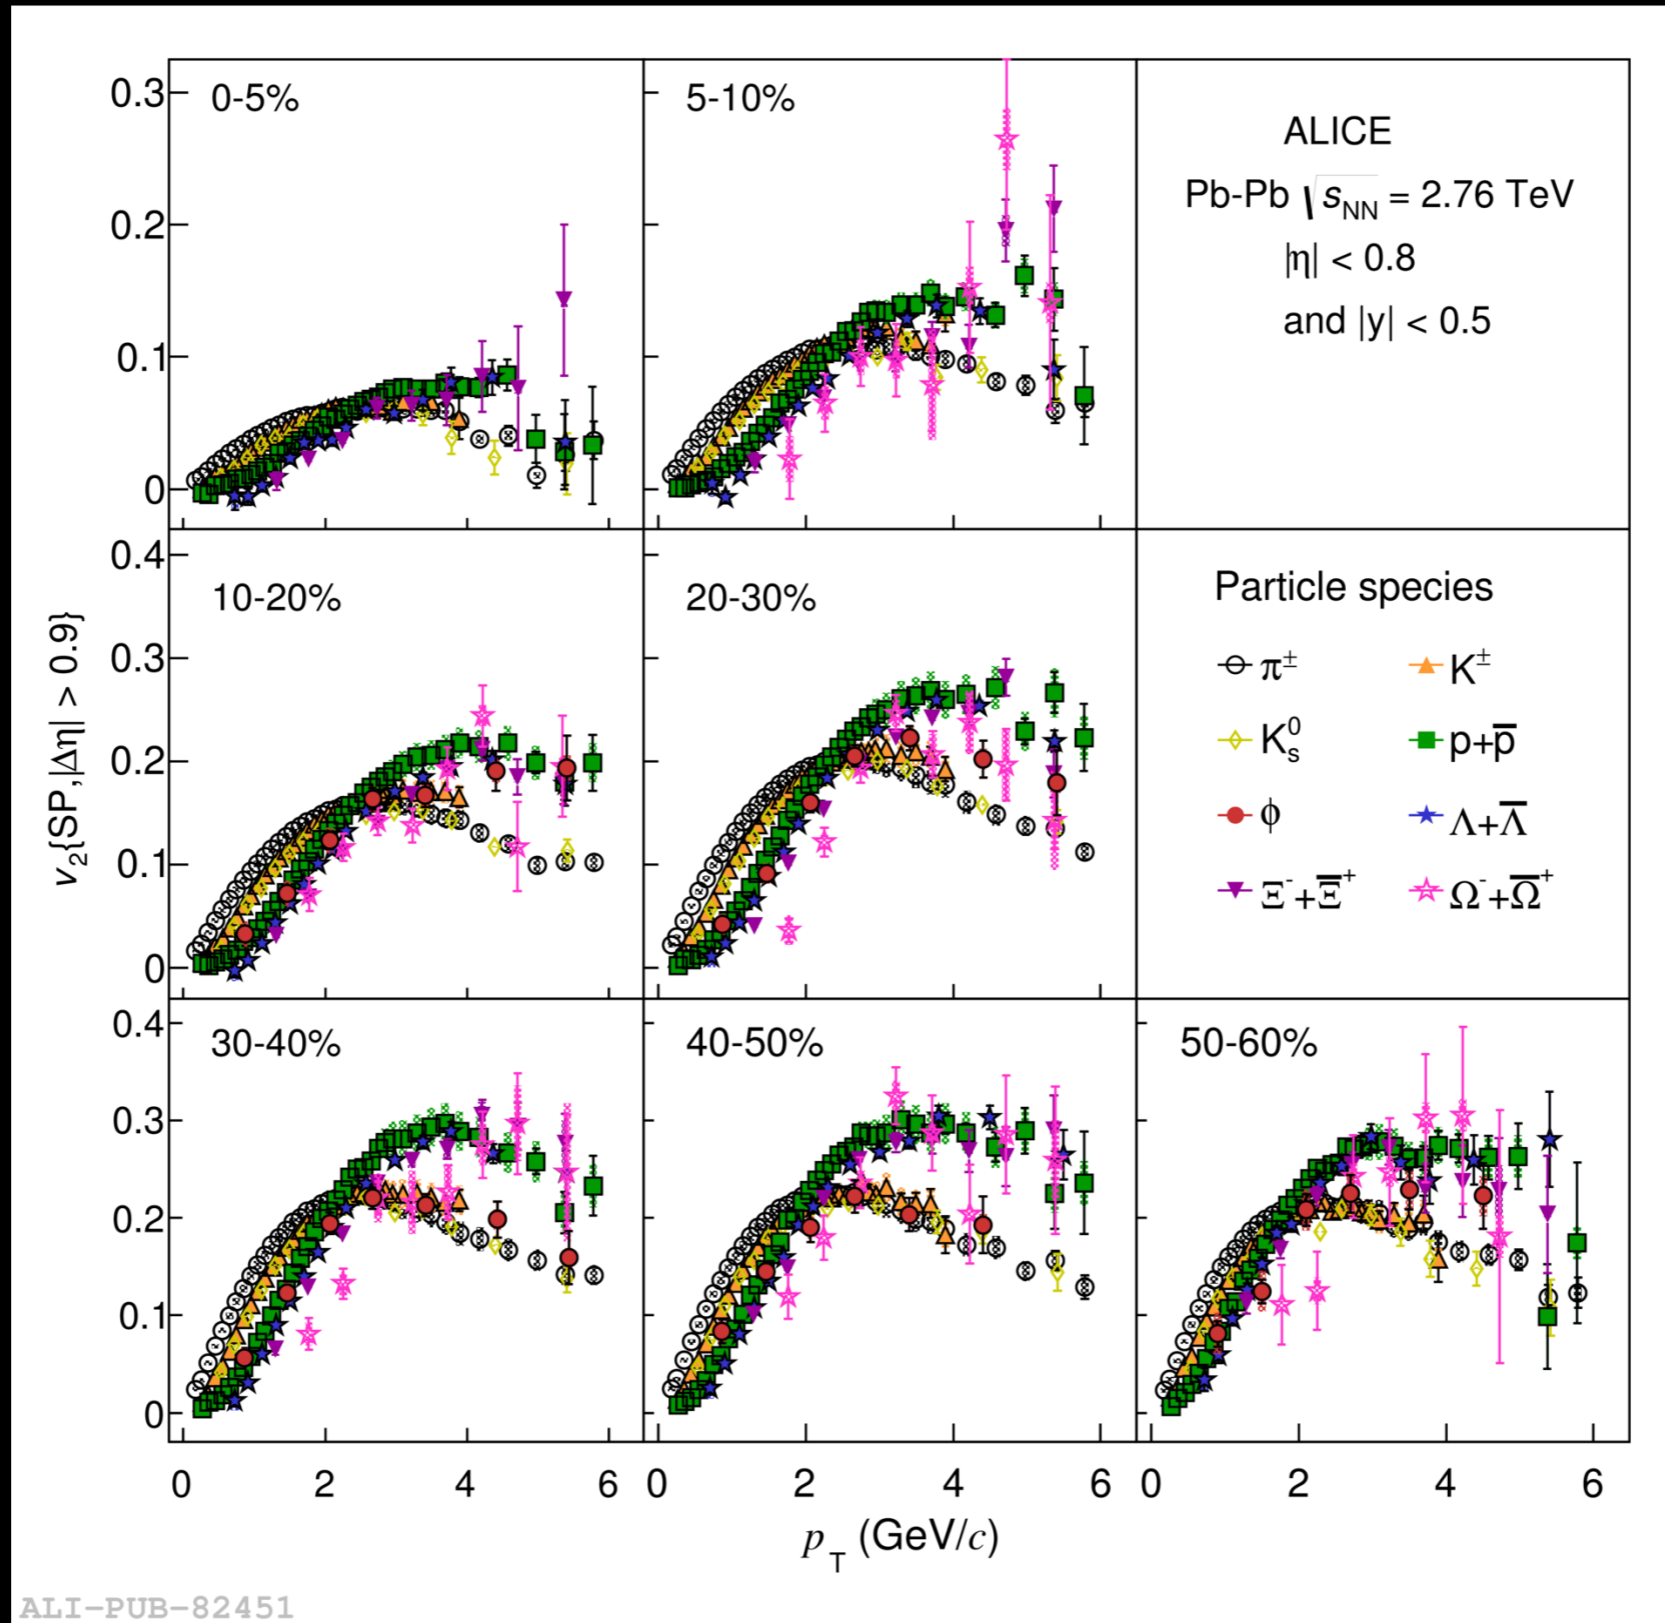 0-5%
5-10%
ALICE
Pb-Pb √sNN = 2.76 TeV
|η| < 0.8
and |y| < 0.5
0.3
0.2
0.1
0
10-20%
20-30%
Particle species
π±
K±
K⁰s
p+p̅
ϕ
Λ+Λ̅
Ξ⁻+Ξ̅⁺
Ω⁻+Ω̅⁺
0.4
0.3
0.2
0.1
0
v₂{SP,|Δη| > 0.9}
30-40%
40-50%
50-60%
0.4
0.3
0.2
0.1
0
0 2 4 6 0 2 4 6 0 2 4 6
pT (GeV/c)
ALI-PUB-82451